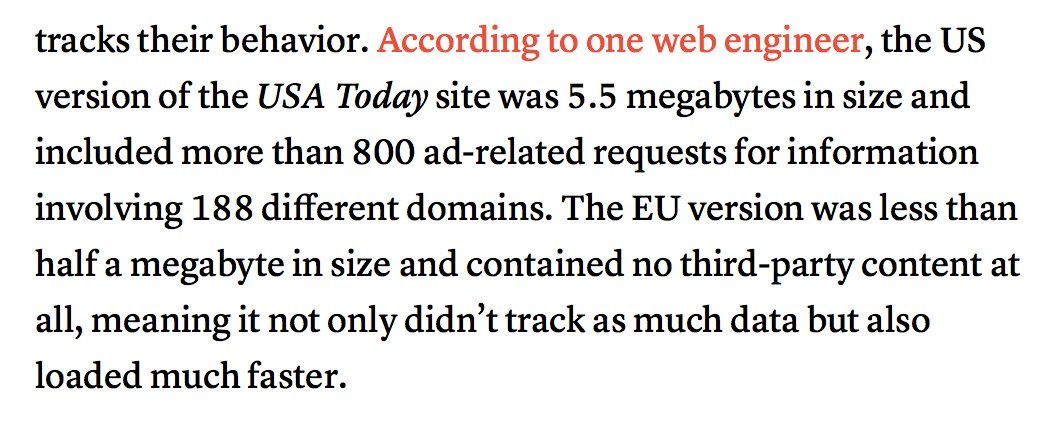 tracks their behavior. According to one web engineer, the US
version of the USA Today site was 5.5 megabytes in size and
included more than 800 ad-related requests for information
involving 188 different domains. The EU version was less than
half a megabyte in size and contained no third-party content at
all, meaning it not only didn’t track as much data but also
loaded much faster.